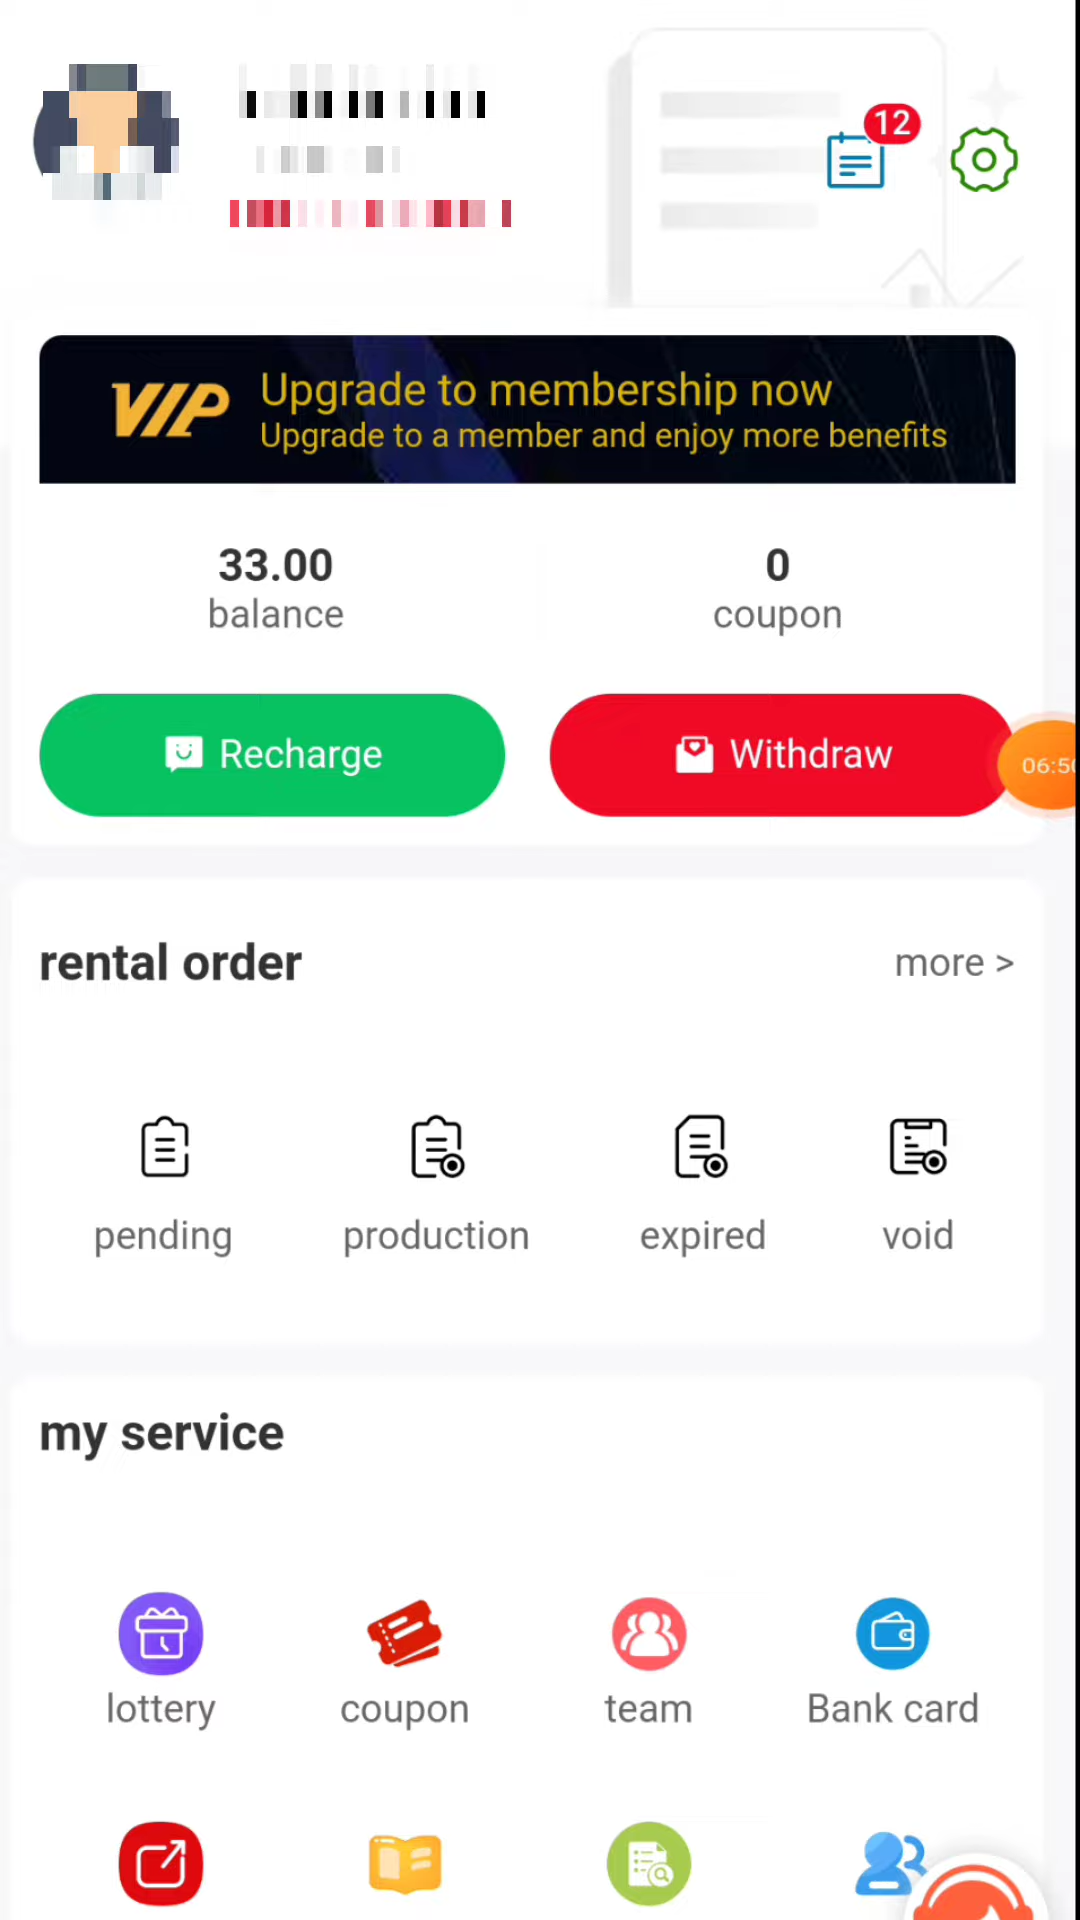 12
VIP
Upgrade to membership now
Upgrade to a member and enjoy more benefits
33.00
balance
0
coupon
Recharge
Withdraw
rental order
more >
pending
production
expired
void
my service
lottery
coupon
team
Bank card